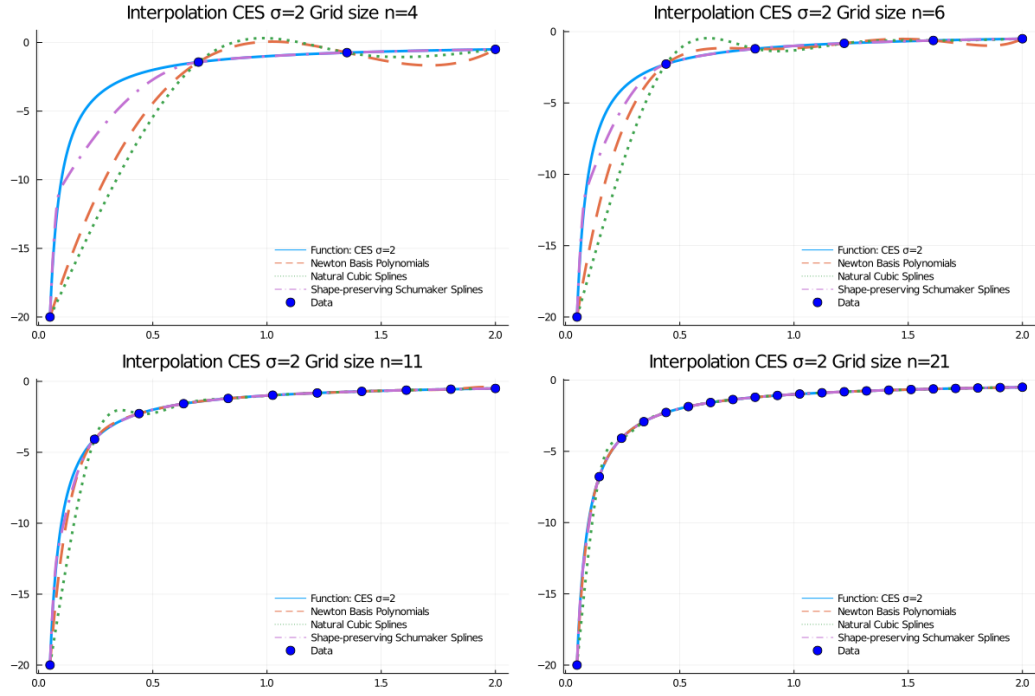 Interpolation CES σ=2 Grid size n=4
0
−5
−10
−15
−20
0.0 0.5 1.0 1.5 2.0
Function: CES σ=2
Newton Basis Polynomials
Natural Cubic Splines
Shape-preserving Schumaker Splines
Data
Interpolation CES σ=2 Grid size n=6
0
−5
−10
−15
−20
0.0 0.5 1.0 1.5 2.0
Function: CES σ=2
Newton Basis Polynomials
Natural Cubic Splines
Shape-preserving Schumaker Splines
Data
Interpolation CES σ=2 Grid size n=11
0
−5
−10
−15
−20
0.0 0.5 1.0 1.5 2.0
Function: CES σ=2
Newton Basis Polynomials
Natural Cubic Splines
Shape-preserving Schumaker Splines
Data
Interpolation CES σ=2 Grid size n=21
0
−5
−10
−15
−20
0.0 0.5 1.0 1.5 2.0
Function: CES σ=2
Newton Basis Polynomials
Natural Cubic Splines
Shape-preserving Schumaker Splines
Data